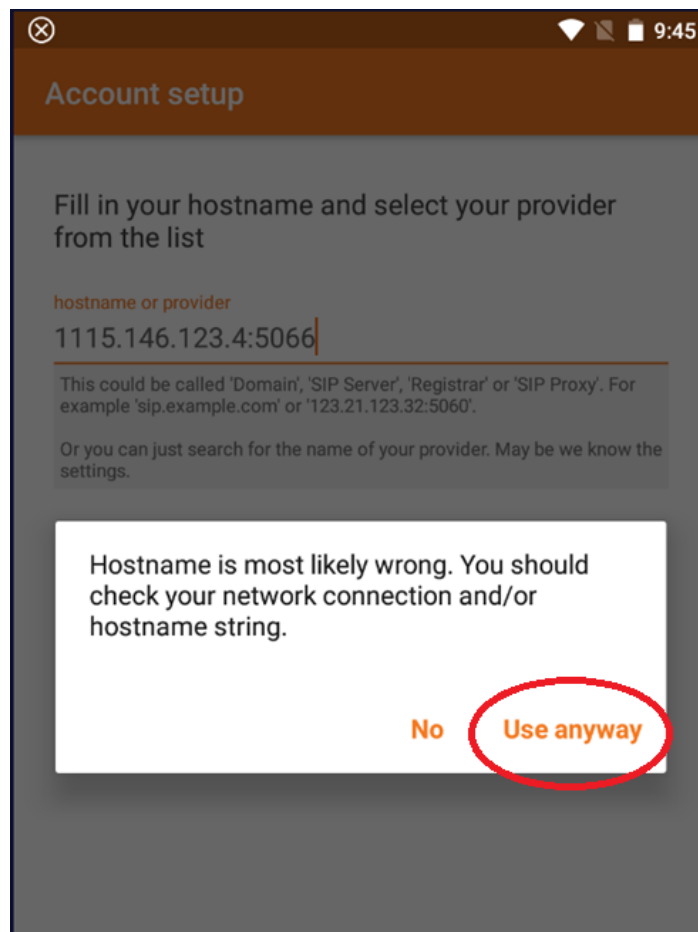 9:45
Account setup
Fill in your hostname and select your provider
from the list
hostname or provider
1115.146.123.4:5066
This could be called 'Domain', 'SIP Server', 'Registrar' or 'SIP Proxy'. For
example 'sip.example.com' or '123.21.123.32:5060'.
Or you can just search for the name of your provider. May be we know the
settings.
Hostname is most likely wrong. You should
check your network connection and/or
hostname string.
No Use anyway